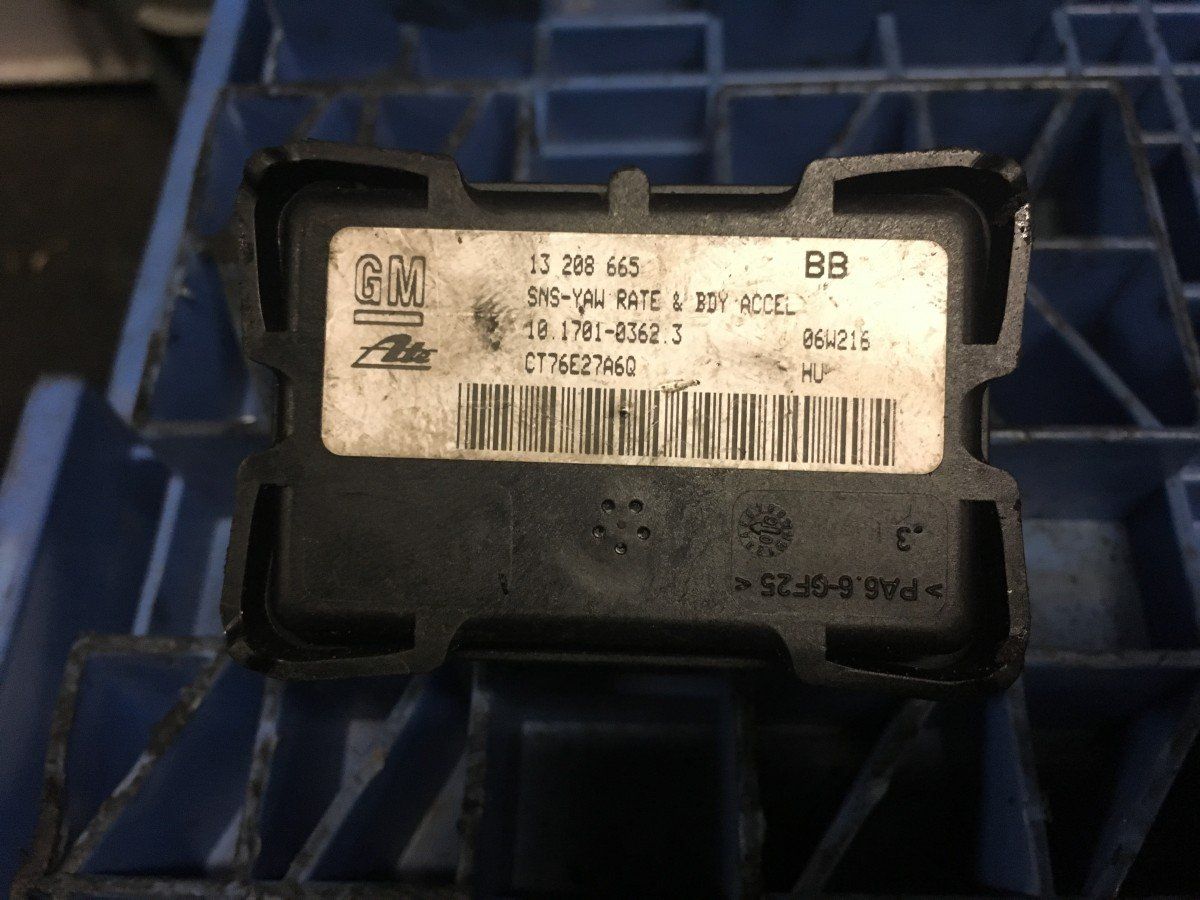 GM
13 208 665 BB
SNS-YAW RATE & BDY ACCEL
Ate
10.1701-0362.3 06W216
CT76E27A6Q HU
3
>PA6.6-GF25<